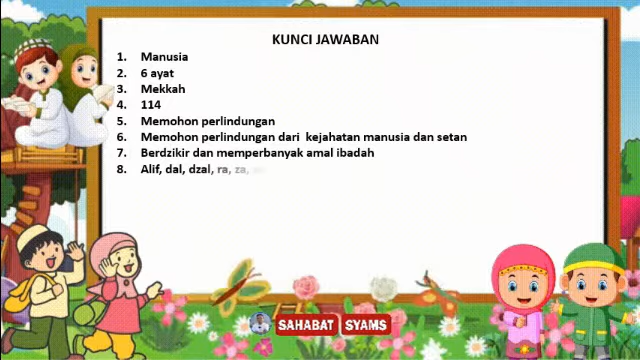 KUNCI JAWABAN
1. Manusia
2. 6 ayat
3. Mekkah
4. 114
5. Memohon perlindungan
6. Memohon perlindungan dari kejahatan manusia dan setan
7. Berdzikir dan memperbanyak amal ibadah
8. Alif, dal, dzal, ra, za,
SAHABAT SYAMS